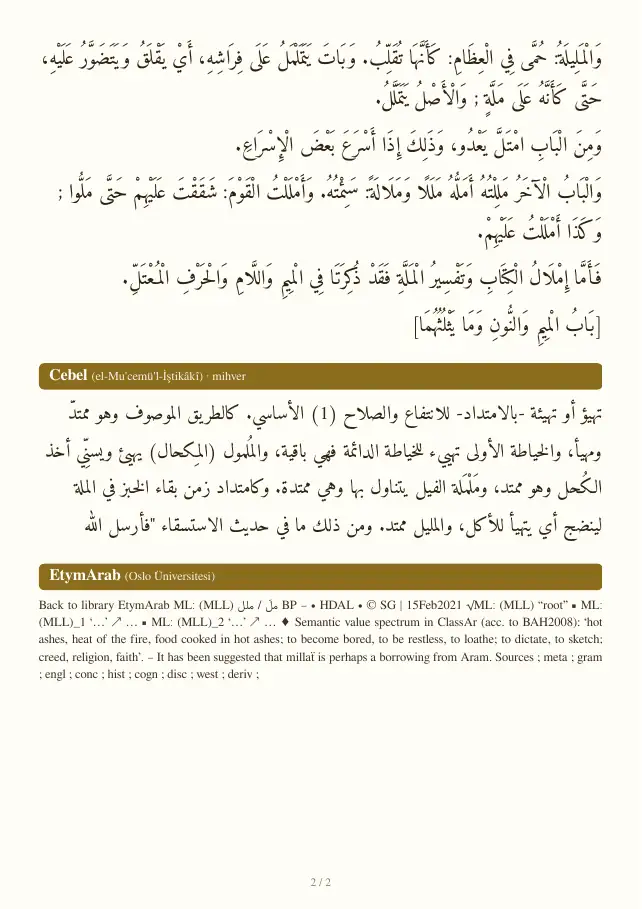 وَالْمَلِيلَةُ: حُمَّى فِي الْعِظَامِ: كَأَنَّهَا تُقَلِّبُ. وَبَاتَ يَتَمَلْمَلُ عَلَى فِرَاشِهِ، أَيْ يَقْلَقُ وَيَتَضَوَّرُ عَلَيْهِ،
حَتَّى كَأَنَّهُ عَلَى مَلَّةٍ ; وَالْأَصْلُ يَتَمَلَّلُ.
وَمِنَ الْبَابِ امْتَلَّ يَعْدُو، وَذَلِكَ إِذَا أَسْرَعَ بَعْضَ الْإِسْرَاعِ.
وَالْبَابُ الْآخَرُ مَلِلْتُهُ أَمَلُّهُ مَلَلًا وَمَلَالَةً: سَئِمْتُهُ. وَأَمْلَلْتُ الْقَوْمَ: شَقَقْتَ عَلَيْهِمْ حَتَّى مَلُّوا ;
وَكَذَا أَمْلَلْتُ عَلَيْهِمْ.
فَأَمَّا إِمْلَالُ الْكِتَابِ وَتَفْسِيرُ الْمَلَّةِ فَقَدْ ذُكِرَتَا فِي الْمِيمِ وَاللَّامِ وَالْحَرْفِ الْمُعْتَلِّ.
[بَابُ الْمِيمِ وَالنُّونِ وَمَا يَثْلُثُهُمَا]
Cebel (el-Mu'cemü'l-İştikâkî) · mihver
تهيؤ أو تهيئة -بالامتداد- للانتفاع والصلاح (1) الأساسي. كالطريق الموصوف وهو ممتدّ
ومهيأ، والخياطة الأولى تهييء للخياطة الدائمة فهي باقية، والمُلمول (المِكحال) يهيئ ويسنِّي أخذ
الكُحل وهو ممتد، ومَلْمَلة الفيل يتناول بها وهي ممتدة. وكامتداد زمن بقاء الخبز في الملة
لينضج أي يتهيأ للأكل، والمليل ممتد. ومن ذلك ما في حديث الاستسقاء "فأرسل الله
EtymArab (Oslo Üniversitesi)
Back to library EtymArab ML: (MLL) ملّ / ملل BP – • HDAL • © SG | 15Feb2021 √ML: (MLL) “root” ▪ ML:
(MLL)_1 ‘…’ ↗ … ▪ ML: (MLL)_2 ‘…’ ↗ … ♦ Semantic value spectrum in ClassAr (acc. to BAH2008): ‘hot
ashes, heat of the fire, food cooked in hot ashes; to become bored, to be restless, to loathe; to dictate, to sketch;
creed, religion, faith’. – It has been suggested that millaẗ is perhaps a borrowing from Aram. Sources ; meta ; gram
; engl ; conc ; hist ; cogn ; disc ; west ; deriv ;
2 / 2